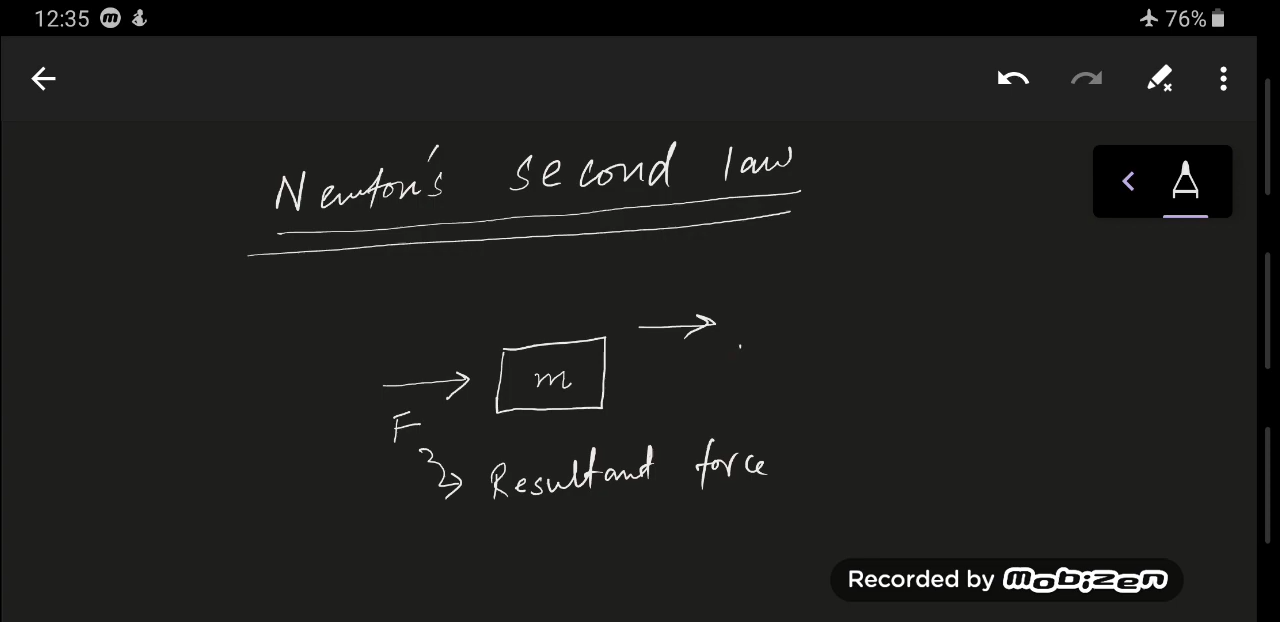 12:35 76%
Newton's second law
m
F
Resultant force
Recorded by mobizen